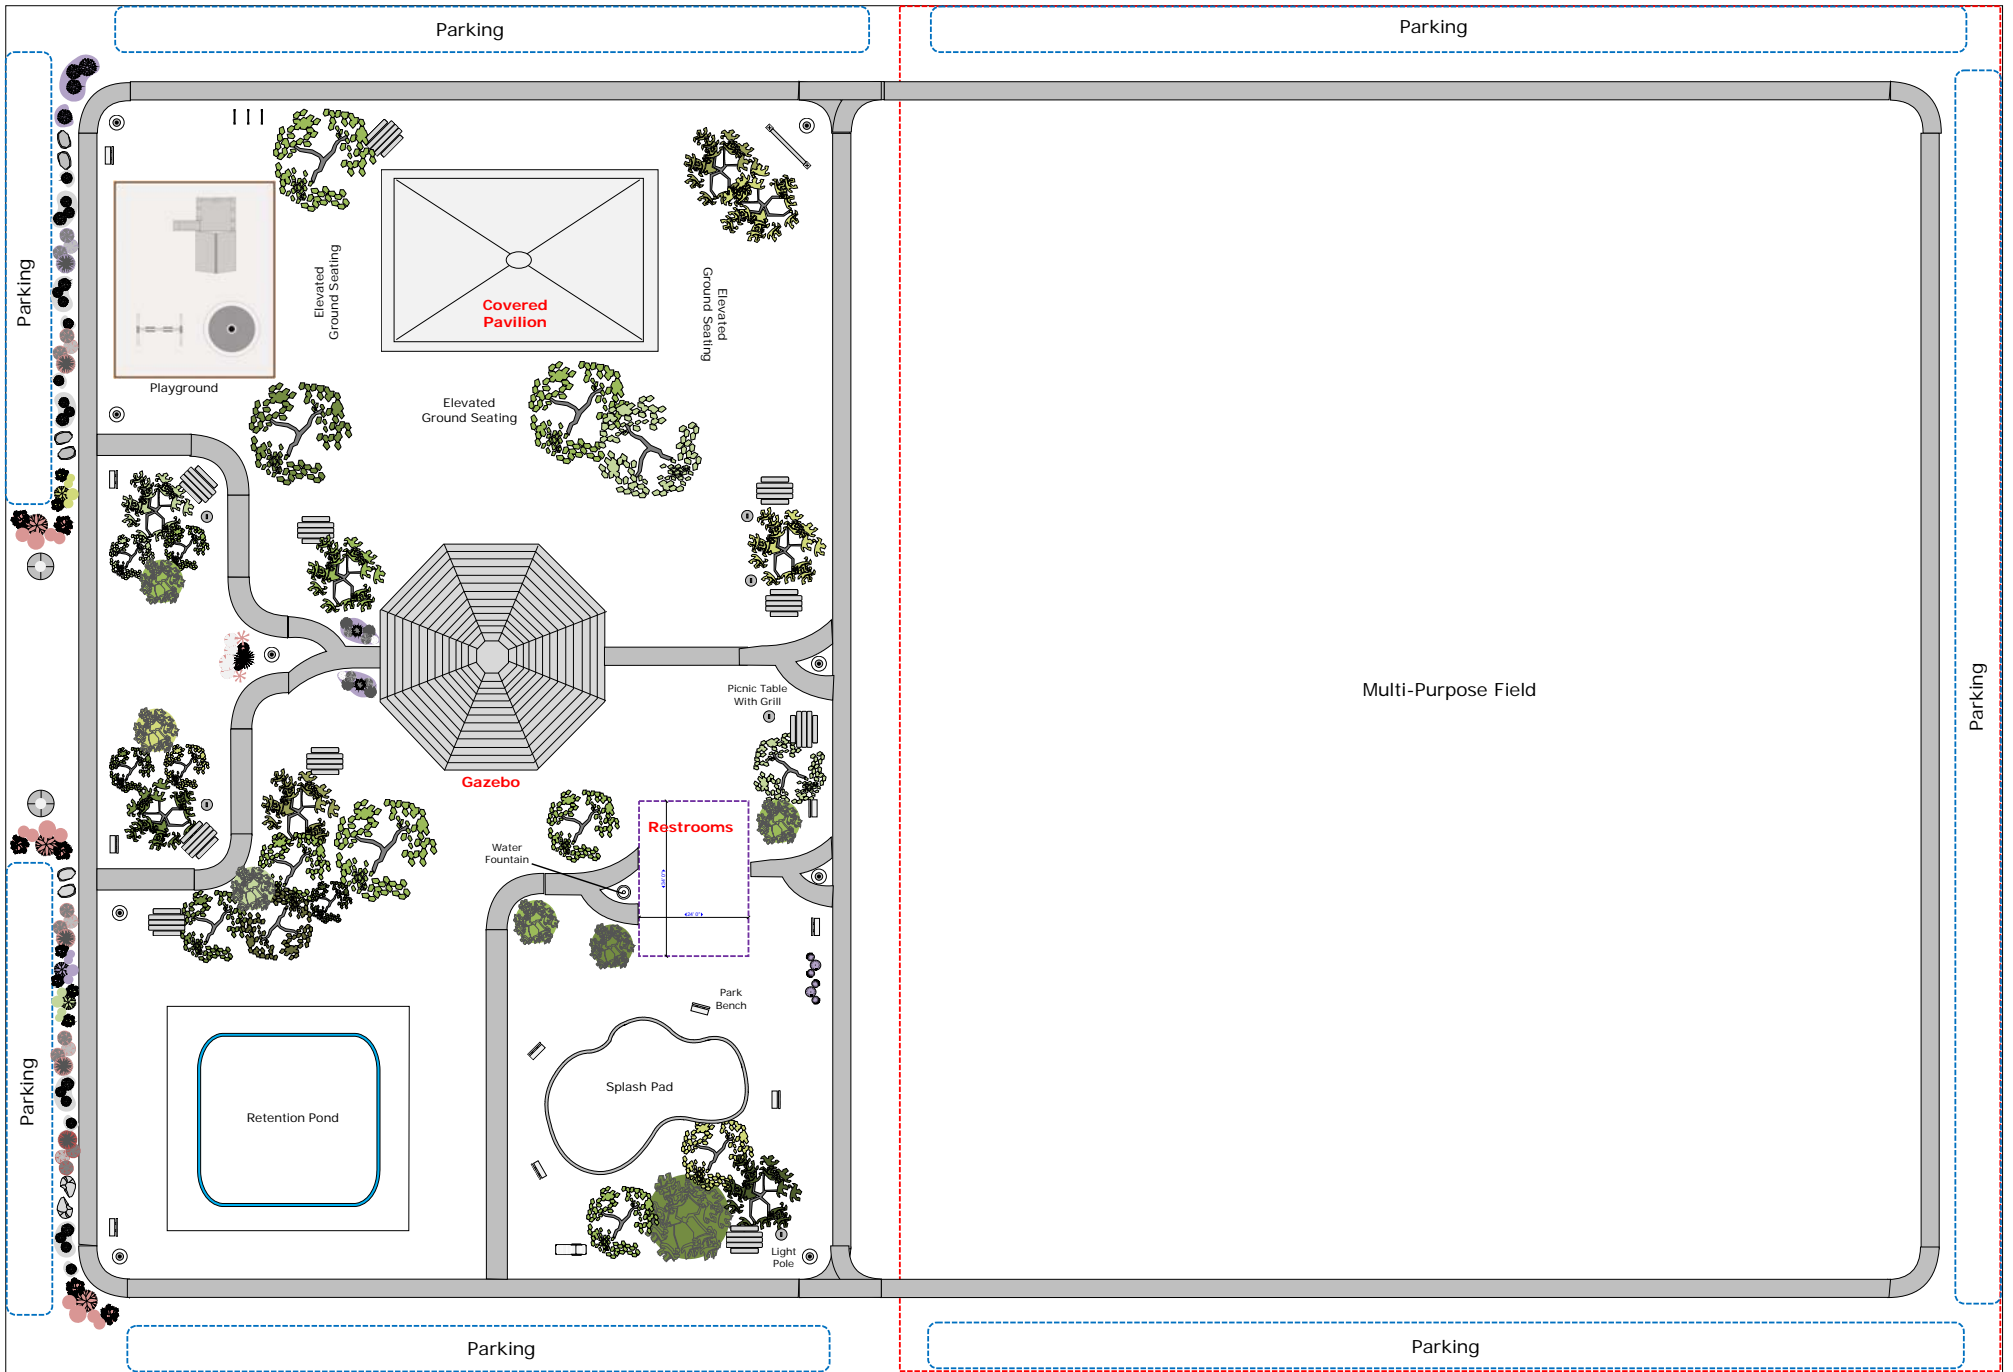 Parking
Parking
Parking
Elevated
Ground Seating
Covered
Pavilion
Elevated
Ground Seating
Playground
Elevated
Ground Seating
Multi-Purpose Field
Parking
Picnic Table
With Grill
Gazebo
Restrooms
Water
Fountain
24' 0"
Park
Bench
Splash Pad
Parking
Retention Pond
Light
Pole
Parking
Parking